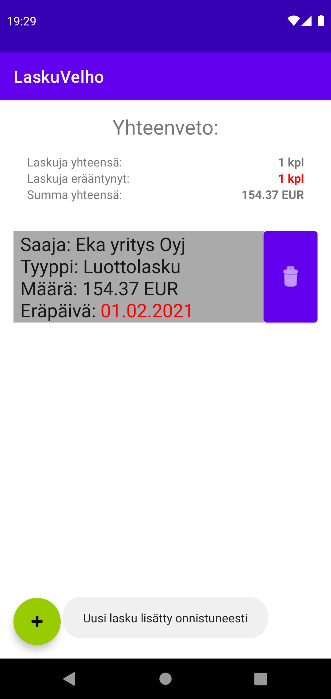 19:29
LaskuVelho
Yhteenveto:
Laskuja yhteensä: 1 kpl
Laskuja erääntynyt: 1 kpl
Summa yhteensä: 154.37 EUR
Saaja: Eka yritys Oyj
Tyyppi: Luottolasku
Määrä: 154.37 EUR
Eräpäivä: 01.02.2021
+
Uusi lasku lisätty onnistuneesti